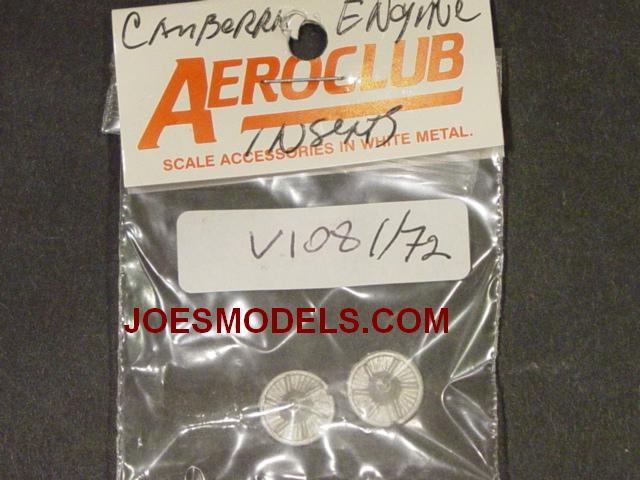 CANBERRA ENGINE
AEROCLUB
INSERTS
SCALE ACCESSORIES IN WHITE METAL.
V108 1/72
JOESMODELS.COM